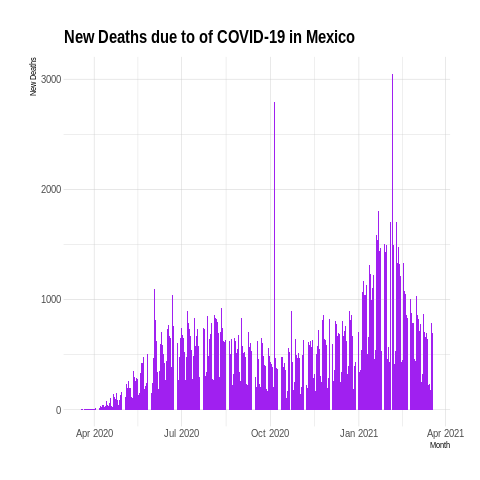 New Deaths due to of COVID-19 in Mexico
New Deaths
3000
2000
1000
0
Apr 2020 Jul 2020 Oct 2020 Jan 2021 Apr 2021
Month